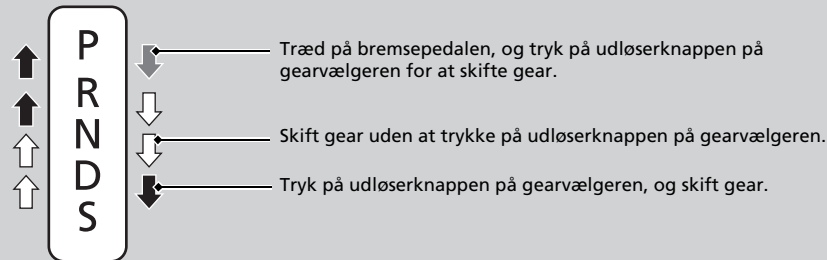 P
R
N
D
S
Træd på bremsepedalen, og tryk på udløserknappen på
gearvælgeren for at skifte gear.
Skift gear uden at trykke på udløserknappen på gearvælgeren.
Tryk på udløserknappen på gearvælgeren, og skift gear.